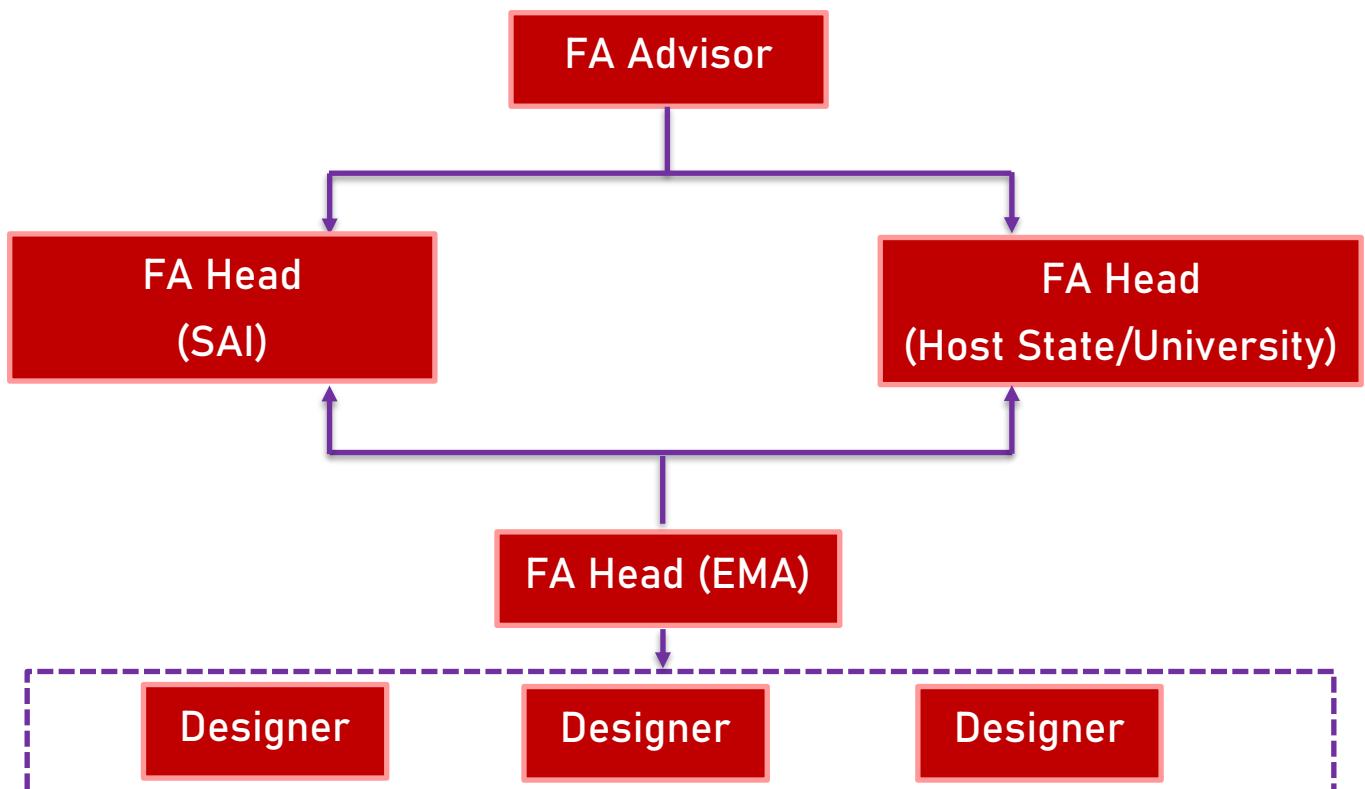 FA Advisor
FA Head
(SAI)
FA Head
(Host State/University)
FA Head (EMA)
Designer
Designer
Designer